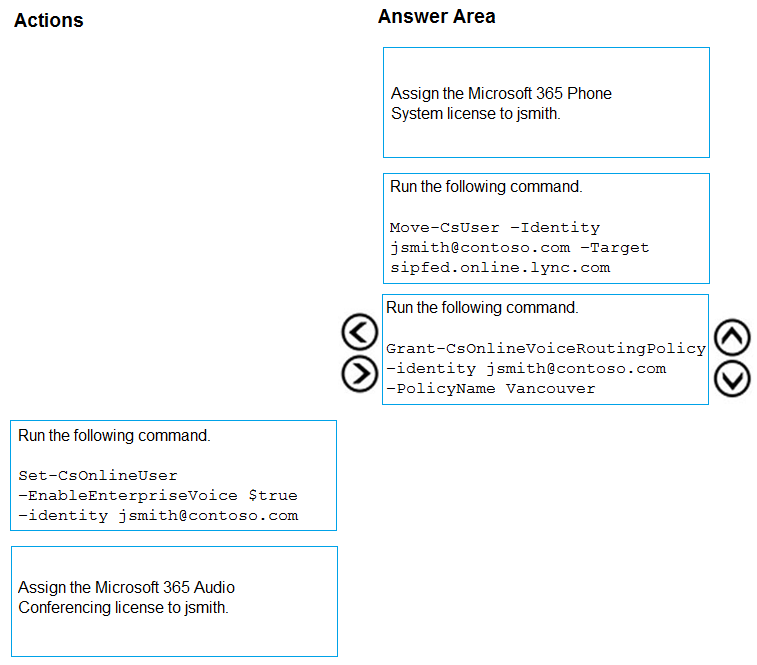 Actions
Answer Area
Assign the Microsoft 365 Phone
System license to jsmith.
Run the following command.
Move-CsUser -Identity
jsmith@contoso.com -Target
sipfed.online.lync.com
Run the following command.
Grant-CsOnlineVoiceRoutingPolicy
-identity jsmith@contoso.com
-PolicyName Vancouver
Run the following command.
Set-CsOnlineUser
-EnableEnterpriseVoice $true
-identity jsmith@contoso.com
Assign the Microsoft 365 Audio
Conferencing license to jsmith.